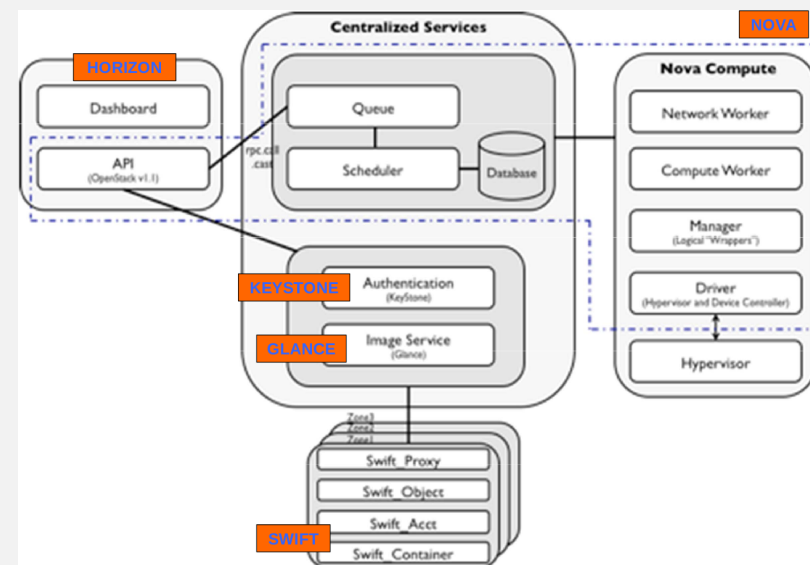 Centralized Services
NOVA
HORIZON
Dashboard
API
(OpenStack v1.1)
rpc.call
.cast
Queue
Scheduler
Database
Nova Compute
Network Worker
Compute Worker
Manager
(Logical "Wrappers")
Driver
(Hypervisor and Device Controller)
Hypervisor
KEYSTONE
Authentication
(KeyStone)
GLANCE
Image Service
(Glance)
Zone3
Zone2
Zone1
Swift_Proxy
Swift_Object
Swift_Acct
SWIFT
Swift_Container